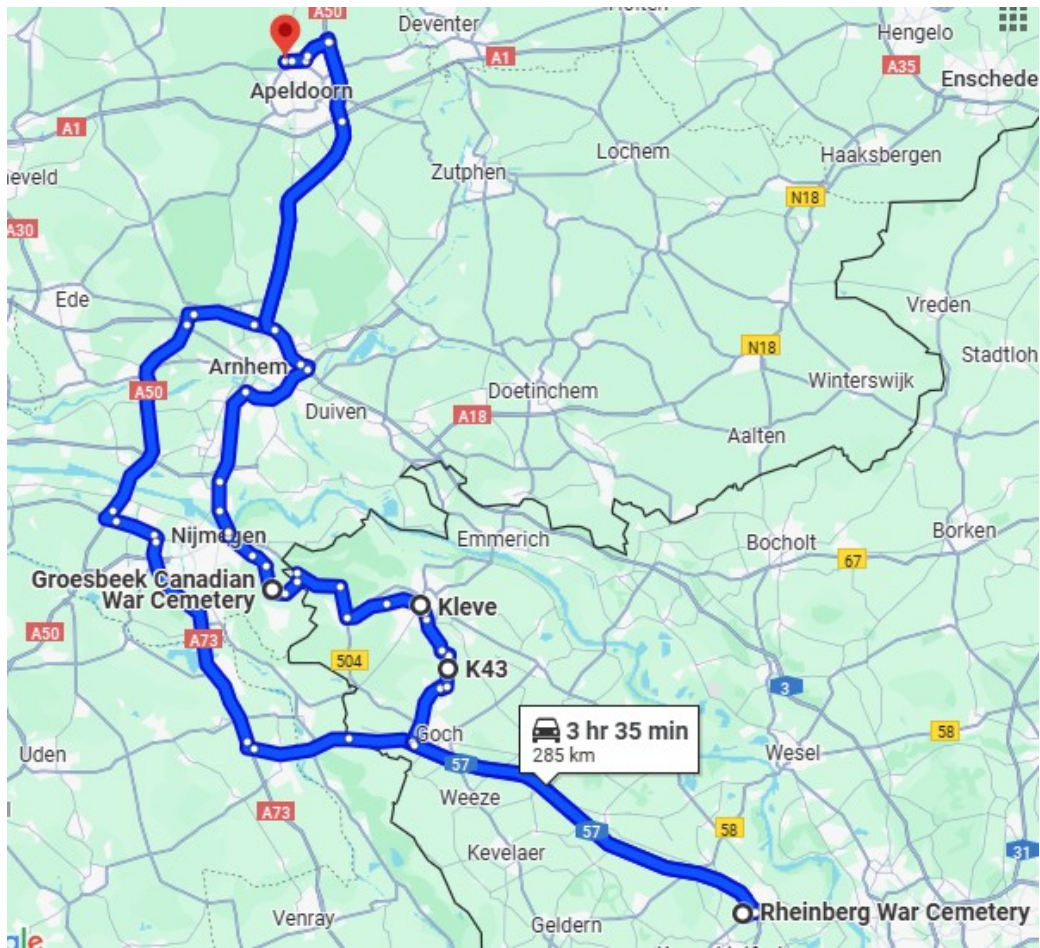 A50
Deventer
Hengelo
A1
A35
Enschede
Apeldoorn
A1
Lochem
Haaksbergen
eveld
Zutphen
N18
A30
Ede
Vreden
N18
Stadtloh
Arnhem
A50
Winterswijk
Doetinchem
Duiven
A18
Aalten
Nijmegen
Emmerich
Borken
Bocholt
67
Groesbeek Canadian
War Cemetery
Kleve
A50
A73
504
K43
3
3 hr 35 min
285 km
58
Goch
Wesel
Uden
57
Weeze
A73
57
58
Kevelaer
31
Rheinberg War Cemetery
Venray
Geldern
gle